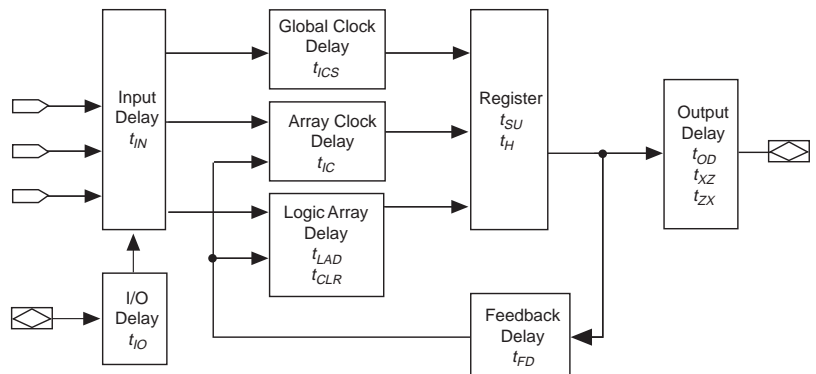 Input
Delay
tIN
I/O
Delay
tIO
Global Clock
Delay
tICS
Array Clock
Delay
tIC
Logic Array
Delay
tLAD
tCLR
Register
tSU
tH
Feedback
Delay
tFD
Output
Delay
tOD
tXZ
tZX